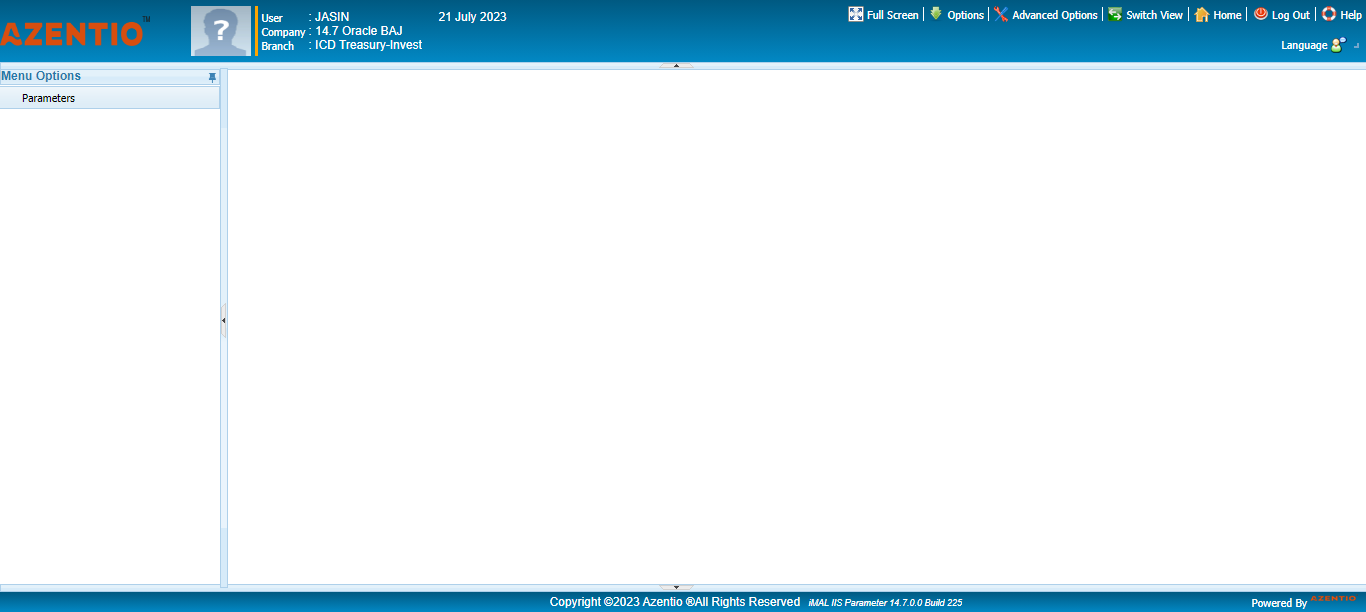 AZENTIO™
?
User : JASIN 21 July 2023
Company : 14.7 Oracle BAJ
Branch : ICD Treasury-Invest
Full Screen | Options | Advanced Options | Switch View | Home | Log Out | Help
Language
Menu Options
Parameters
Copyright ©2023 Azentio ®All Rights Reserved iMAL IIS Parameter 14.7.0.0 Build 225
Powered By AZENTIO